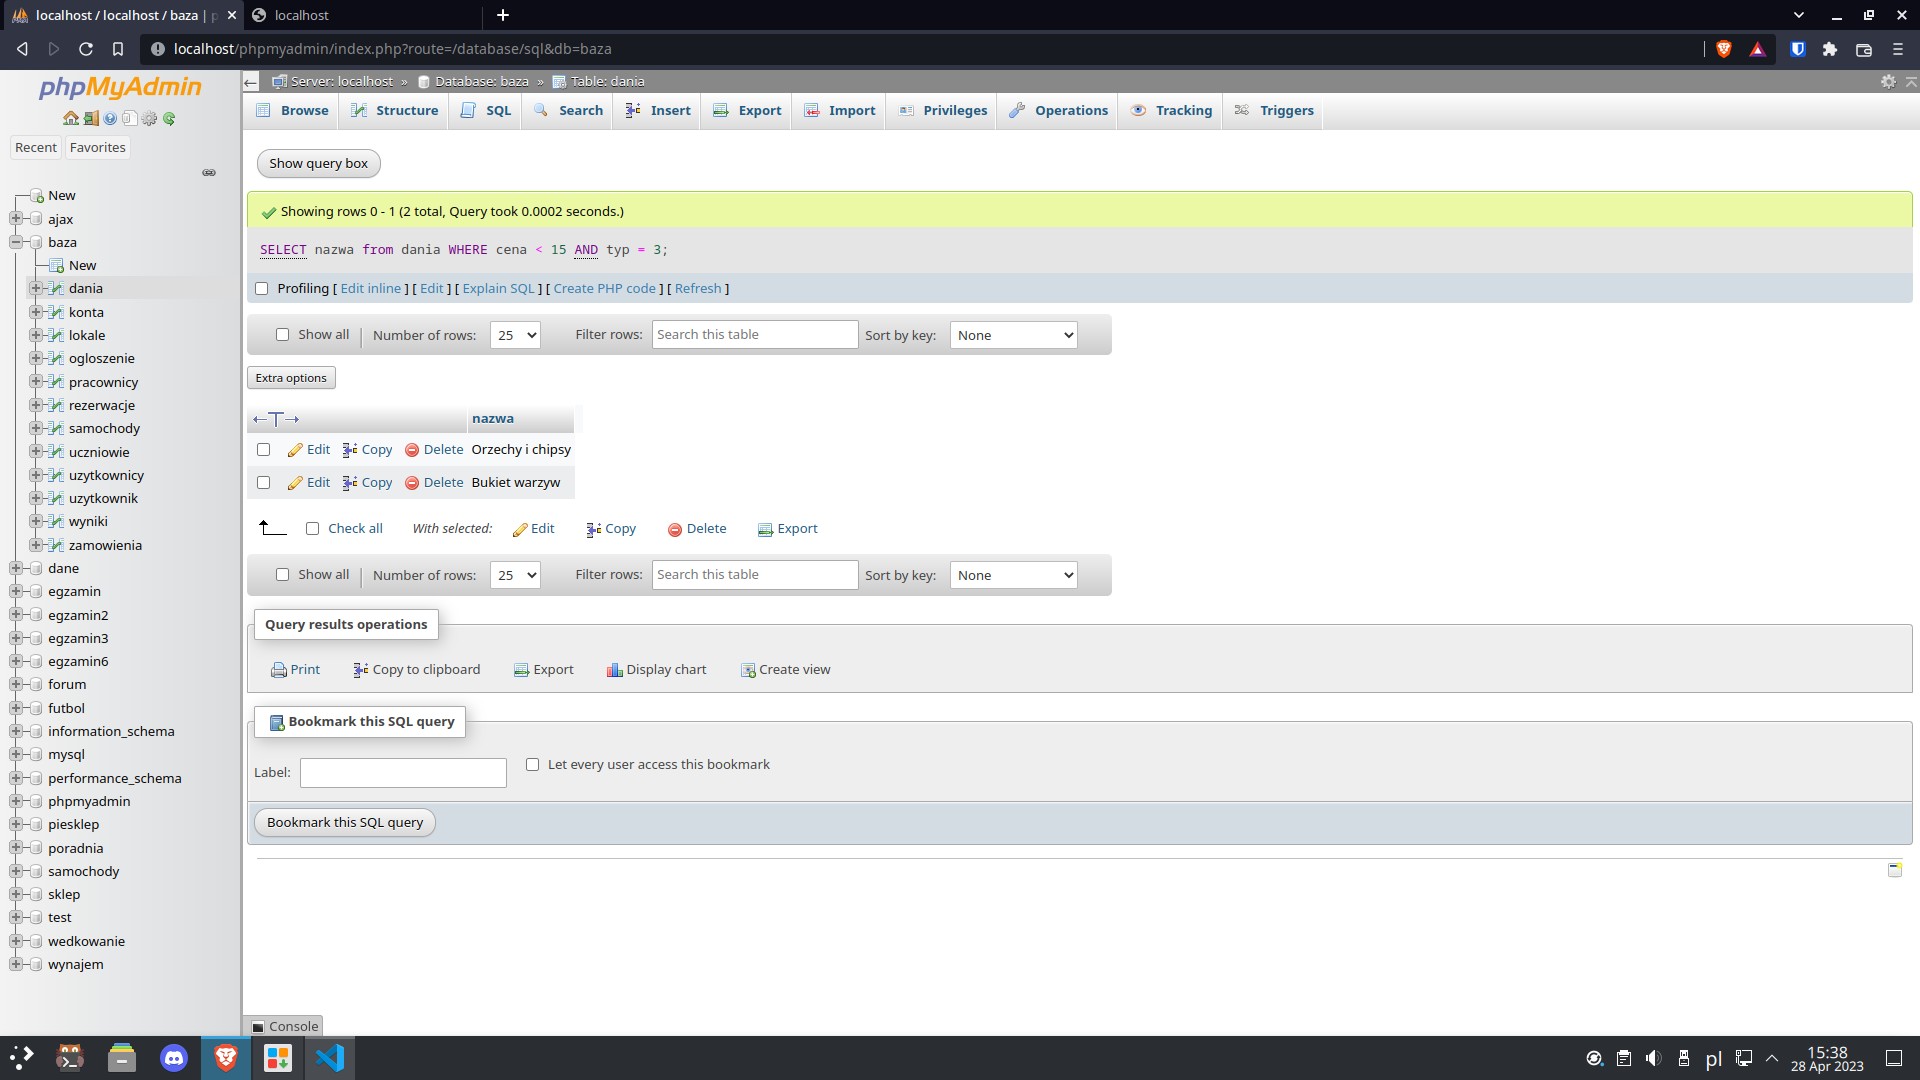 localhost / localhost / baza | p
localhost
localhost/phpmyadmin/index.php?route=/database/sql&db=baza
phpMyAdmin
Recent
Favorites
New
ajax
baza
New
dania
konta
lokale
ogloszenie
pracownicy
rezerwacje
samochody
uczniowie
uzytkownicy
uzytkownik
wyniki
zamowienia
dane
egzamin
egzamin2
egzamin3
egzamin6
forum
futbol
information_schema
mysql
performance_schema
phpmyadmin
piesklep
poradnia
samochody
sklep
test
wedkowanie
wynajem
Server: localhost » Database: baza » Table: dania
Browse Structure SQL Search Insert Export Import Privileges Operations Tracking Triggers
Show query box
Showing rows 0 - 1 (2 total, Query took 0.0002 seconds.)
SELECT nazwa from dania WHERE cena < 15 AND typ = 3;
Profiling [ Edit inline ] [ Edit ] [ Explain SQL ] [ Create PHP code ] [ Refresh ]
Show all Number of rows: 25 Filter rows: Search this table Sort by key: None
Extra options
←T→ nazwa
Edit Copy Delete Orzechy i chipsy
Edit Copy Delete Bukiet warzyw
Check all With selected: Edit Copy Delete Export
Show all Number of rows: 25 Filter rows: Search this table Sort by key: None
Query results operations
Print Copy to clipboard Export Display chart Create view
Bookmark this SQL query
Label: Let every user access this bookmark
Bookmark this SQL query
Console
pl
15:38
28 Apr 2023